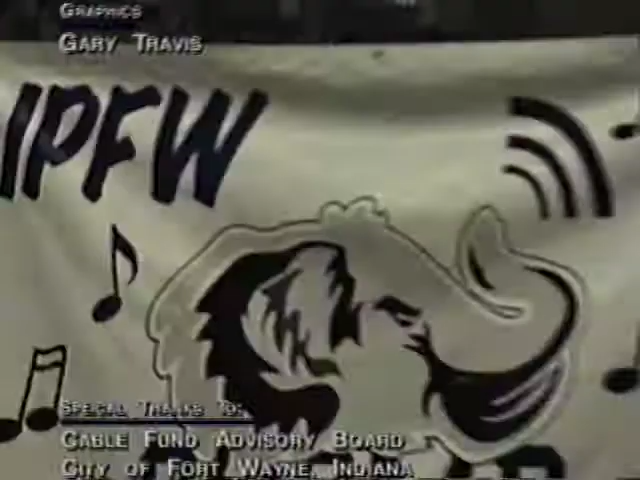 GRAPHICS
GARY TRAVIS
IPFW
SPECIAL THANKS TO:
CABLE FUND ADVISORY BOARD
CITY OF FORT WAYNE, INDIANA